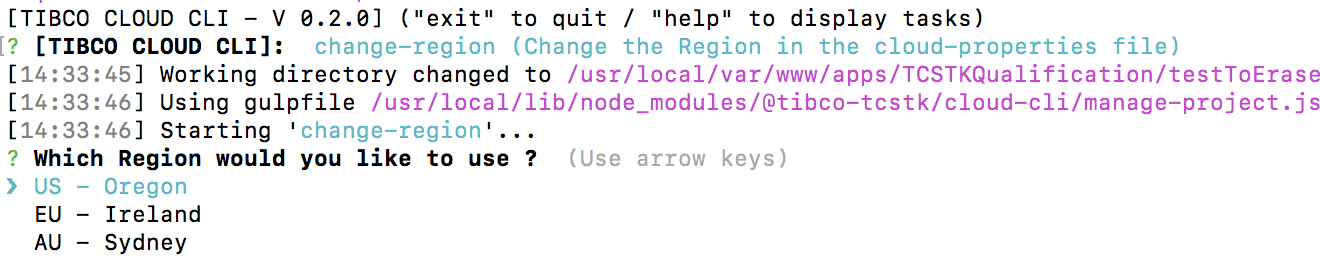 [TIBCO CLOUD CLI - V 0.2.0] ("exit" to quit / "help" to display tasks)
[? [TIBCO CLOUD CLI]:  change-region (Change the Region in the cloud-properties file)
[14:33:45] Working directory changed to /usr/local/var/www/apps/TCSTKQualification/testToErase
[14:33:46] Using gulpfile /usr/local/lib/node_modules/@tibco-tcstk/cloud-cli/manage-project.js
[14:33:46] Starting 'change-region'...
? Which Region would you like to use ?  (Use arrow keys)
❯ US - Oregon
EU - Ireland
AU - Sydney